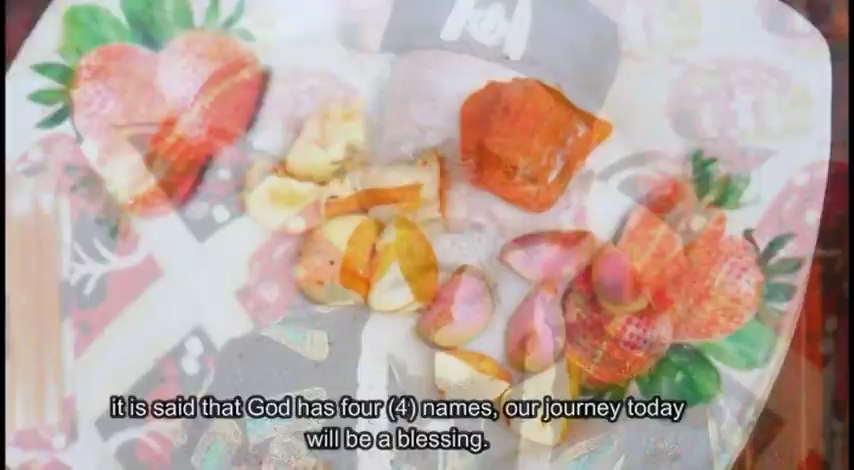 it is said that God has four (4) names, our journey today
will be a blessing.